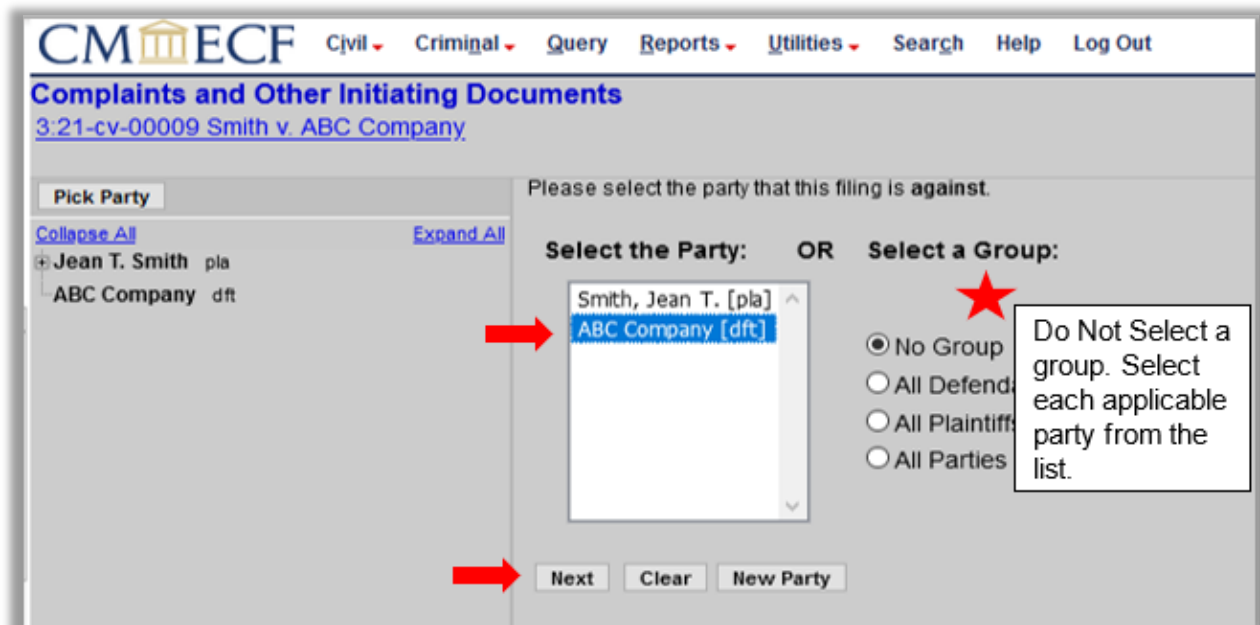 CM ECF Civil Criminal Query Reports Utilities Search Help Log Out
Complaints and Other Initiating Documents
3:21-cv-00009 Smith v. ABC Company
Pick Party
Collapse All Expand All
Jean T. Smith pla
ABC Company dft
Please select the party that this filing is against.
Select the Party: OR Select a Group:
Smith, Jean T. [pla]
ABC Company [dft]
No Group
All Defenda
All Plaintiffs
All Parties
Do Not Select a
group. Select
each applicable
party from the
list.
Next Clear New Party